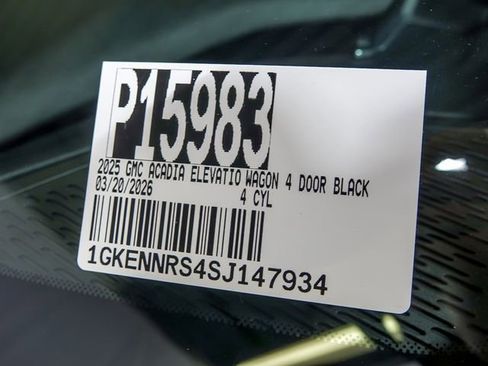 P15983
2025 GMC ACADIA ELEVATIO WAGON 4 DOOR BLACK
03/20/2026 4 CYL
1GKENNRS4SJ147934